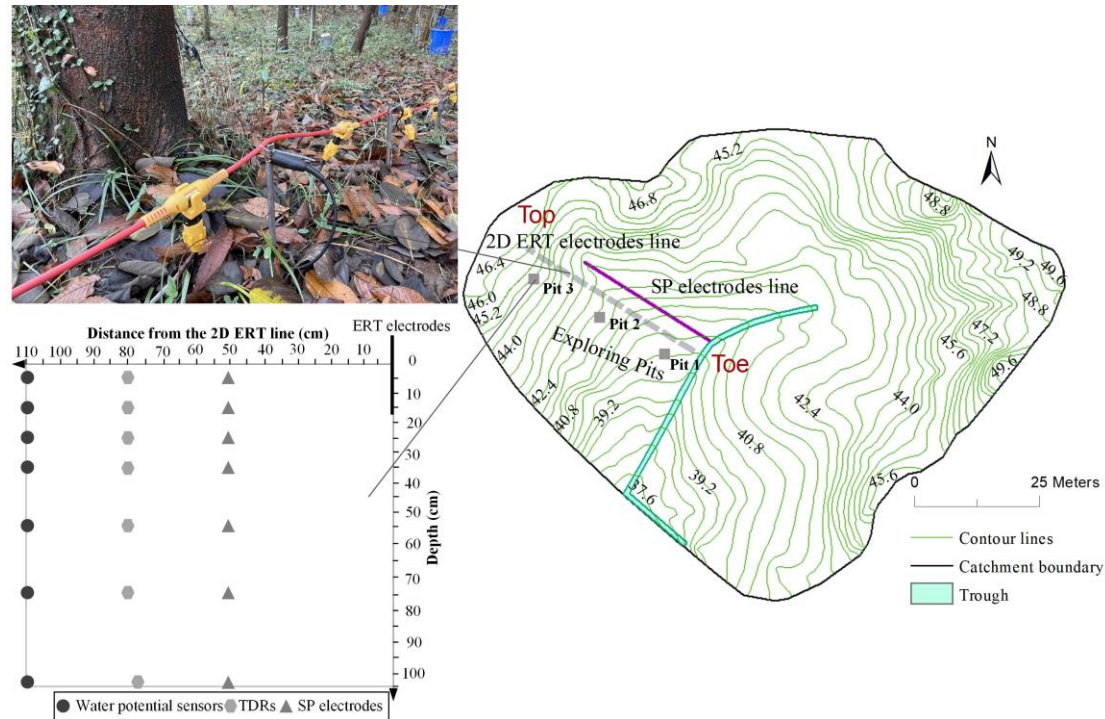 N
45.2
46.8
48.8
Top
2D ERT electrodes line
49.2
49.6
46.4
Pit 3
SP electrodes line
48.8
46.0
45.2
Pit 2
47.2
44.0
Exploring Pits
45.6
Pit 1
Toe
49.6
42.4
44.0
40.8
42.4
39.2
40.8
39.2
45.6
37.6
0 25 Meters
Contour lines
Catchment boundary
Trough
Distance from the 2D ERT line (cm)
ERT electrodes
110 100 90 80 70 60 50 40 30 20 10 0
10
20
30
40
50
60
70
80
90
100
Depth (cm)
Water potential sensors TDRs SP electrodes